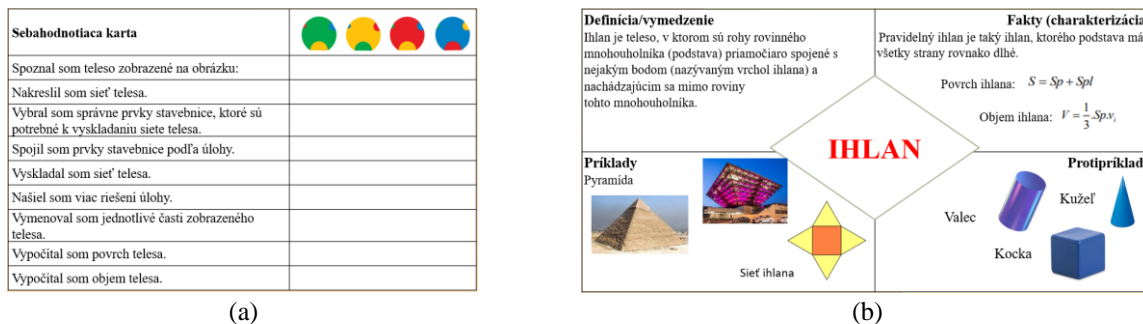 Sebahodnotiaca karta
Spoznal som teleso zobrazené na obrázku:
Nakreslil som sieť telesa.
Vybral som správne prvky stavebnice, ktoré sú
potrebné k vyskladaniu siete telesa.
Spojil som prvky stavebnice podľa úlohy.
Vyskladal som sieť telesa.
Našiel som viac riešení úlohy.
Vymenoval som jednotlivé časti zobrazeného
telesa.
Vypočítal som povrch telesa.
Vypočítal som objem telesa.
(a)
Definícia/vymedzenie
Ihlan je teleso, v ktorom sú rohy rovinného
mnohouholníka (podstava) priamočiaro spojené s
nejakým bodom (nazývaným vrchol ihlana) a
nachádzajúcim sa mimo roviny
tohto mnohouholníka.
Fakty (charakterizácia
Pravidelný ihlan je taký ihlan, ktorého podstava má
všetky strany rovnako dlhé.
Povrch ihlana: S = Sp + Spl
Objem ihlana: V = 1/3 .Sp.vᵢ
IHLAN
Príklady
Pyramída
Sieť ihlana
Protipríklad
Valec
Kužeľ
Kocka
(b)